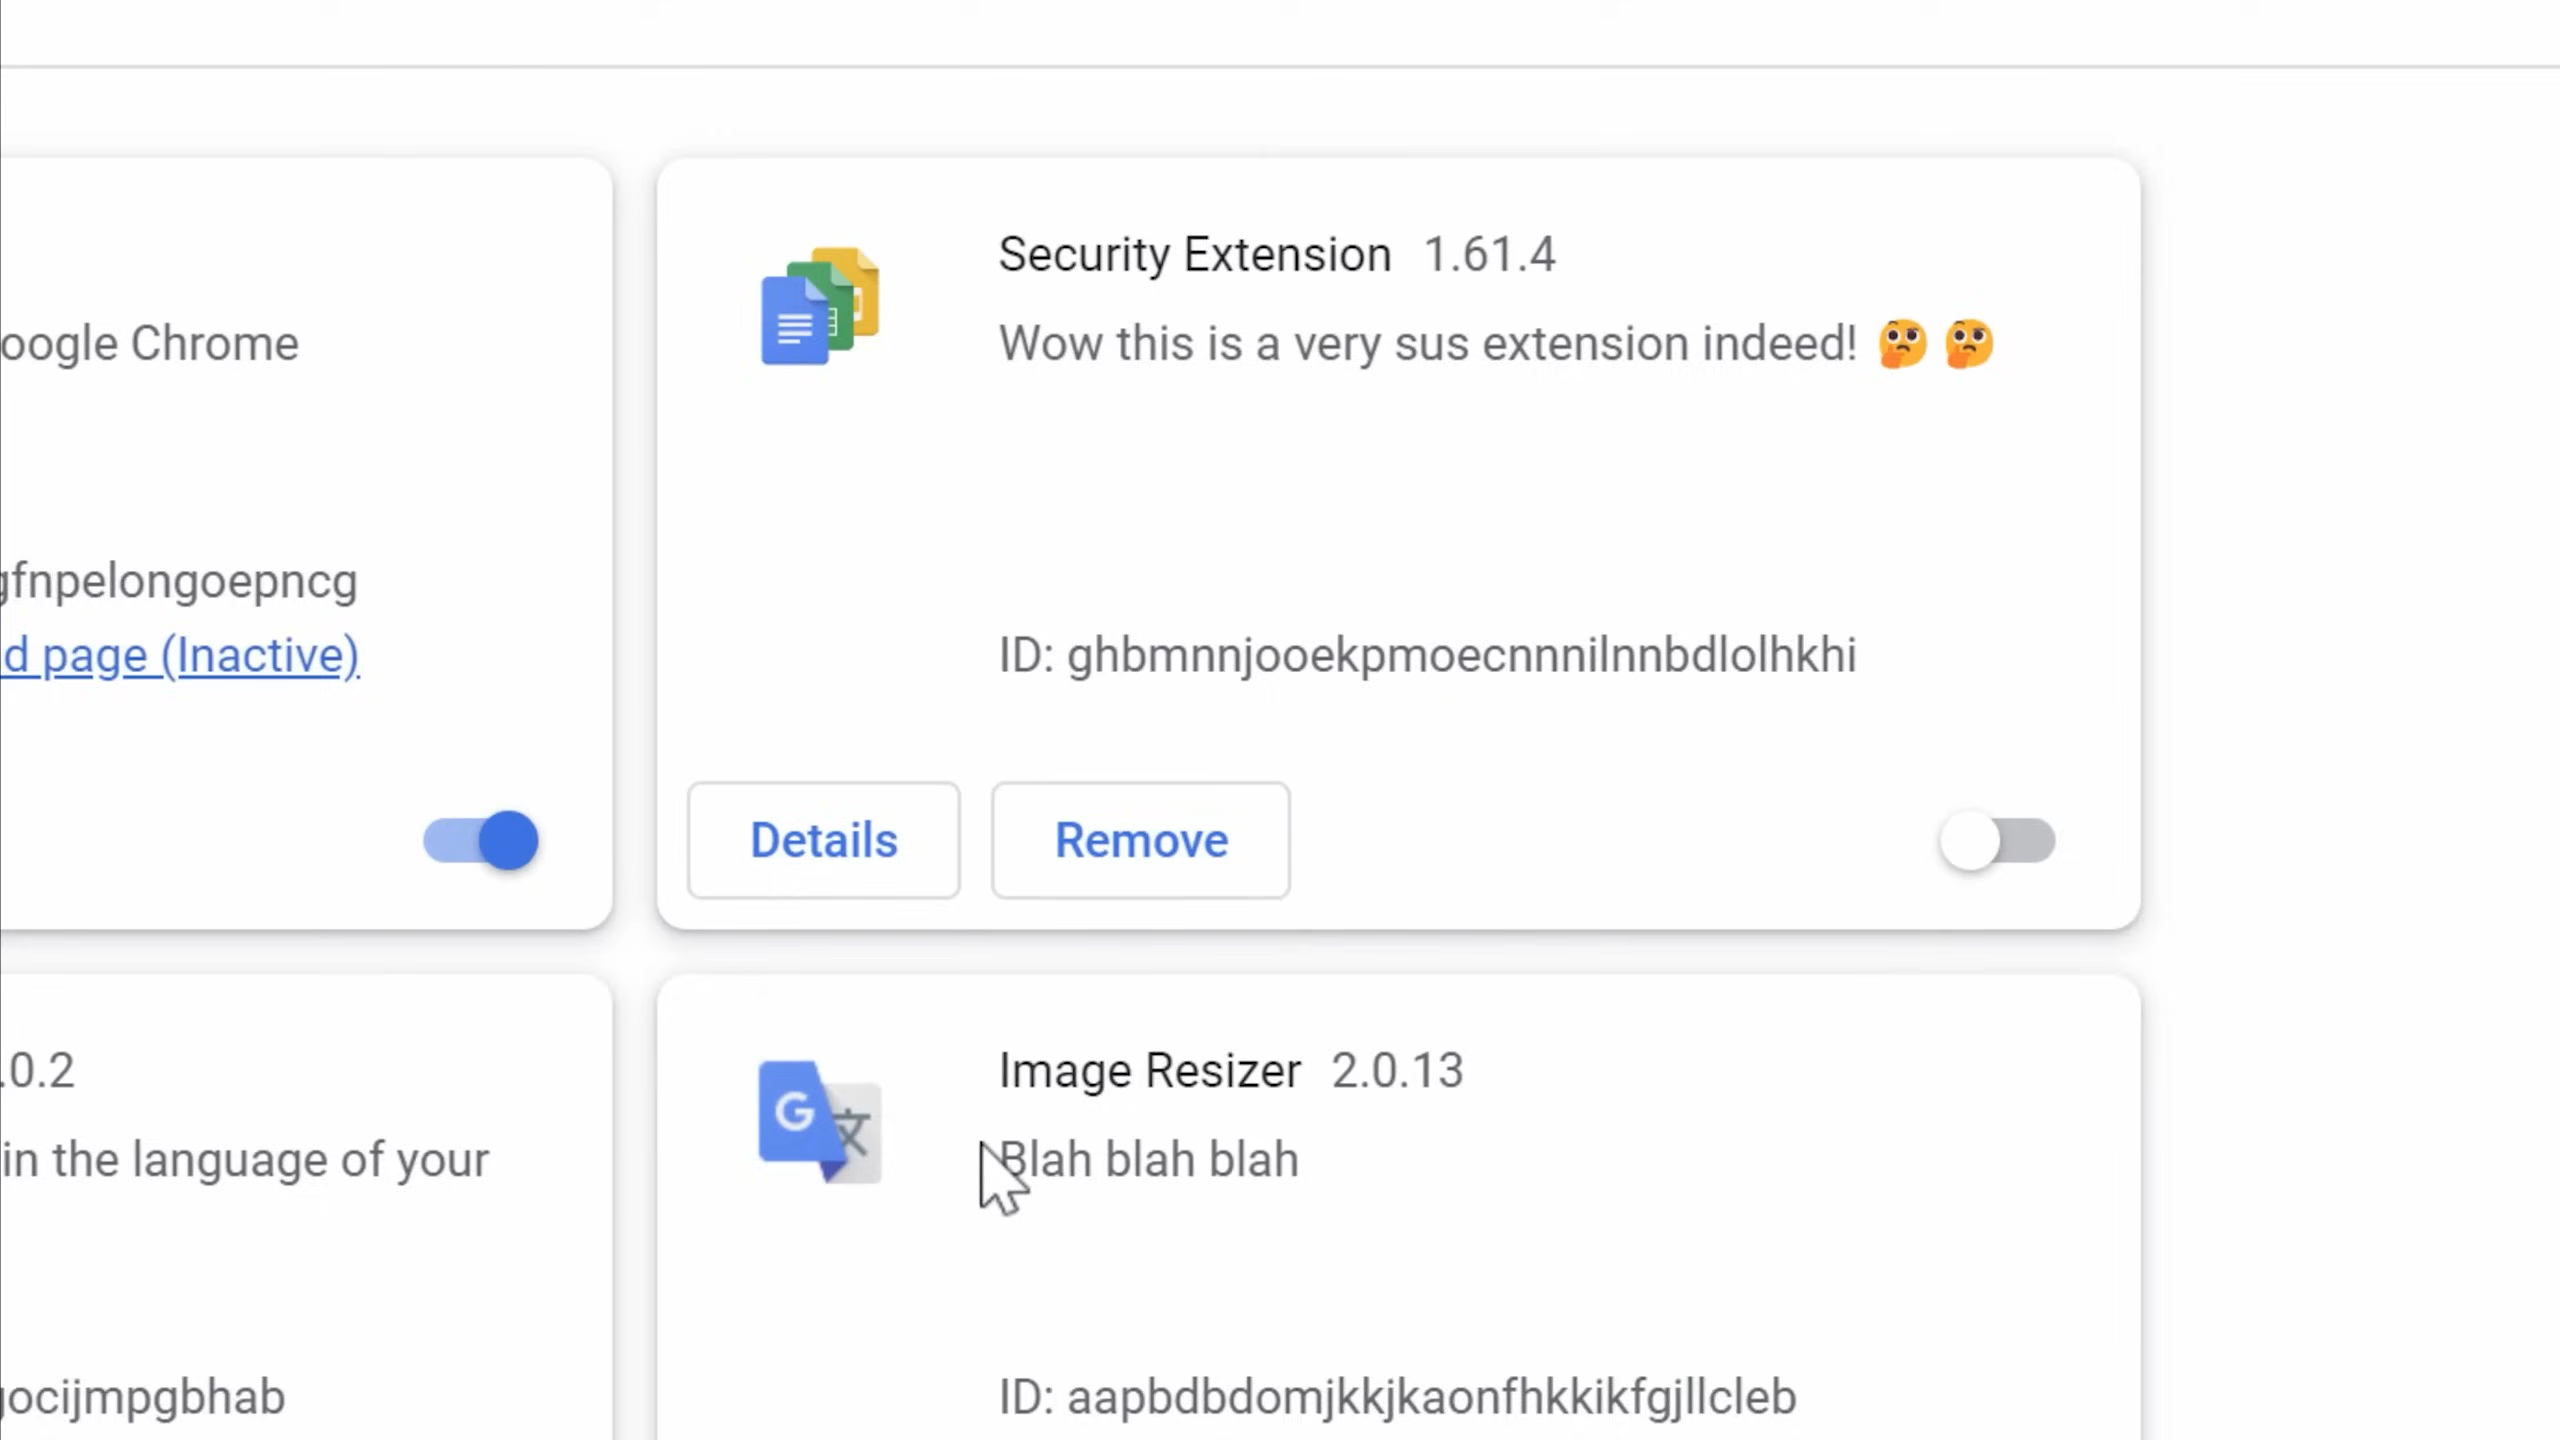 oogle Chrome
gfnpelongoepncg
d page (Inactive)
Security Extension 1.61.4
Wow this is a very sus extension indeed! 🤔 🤔
ID: ghbmnnjooekpmoecnnnilnnbdlolhkhi
Details Remove
.0.2
in the language of your
gocijmpgbhab
G 文
Image Resizer 2.0.13
Blah blah blah
ID: aapbdbdomjkkjkaonfhkkikfgjllcleb